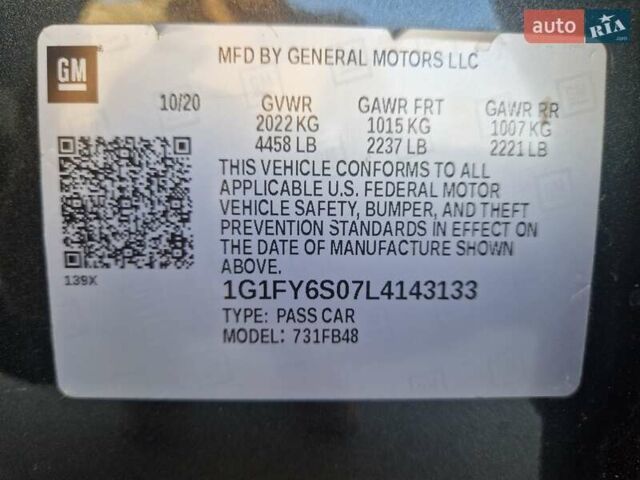 auto RIA.com
GM
MFD BY GENERAL MOTORS LLC
10/20 GVWR GAWR FRT GAWR RR
2022 KG 1015 KG 1007 KG
4458 LB 2237 LB 2221 LB
THIS VEHICLE CONFORMS TO ALL
APPLICABLE U.S. FEDERAL MOTOR
VEHICLE SAFETY, BUMPER, AND THEFT
PREVENTION STANDARDS IN EFFECT ON
THE DATE OF MANUFACTURE SHOWN
ABOVE.
139X
1G1FY6S07L4143133
TYPE: PASS CAR
MODEL: 731FB48